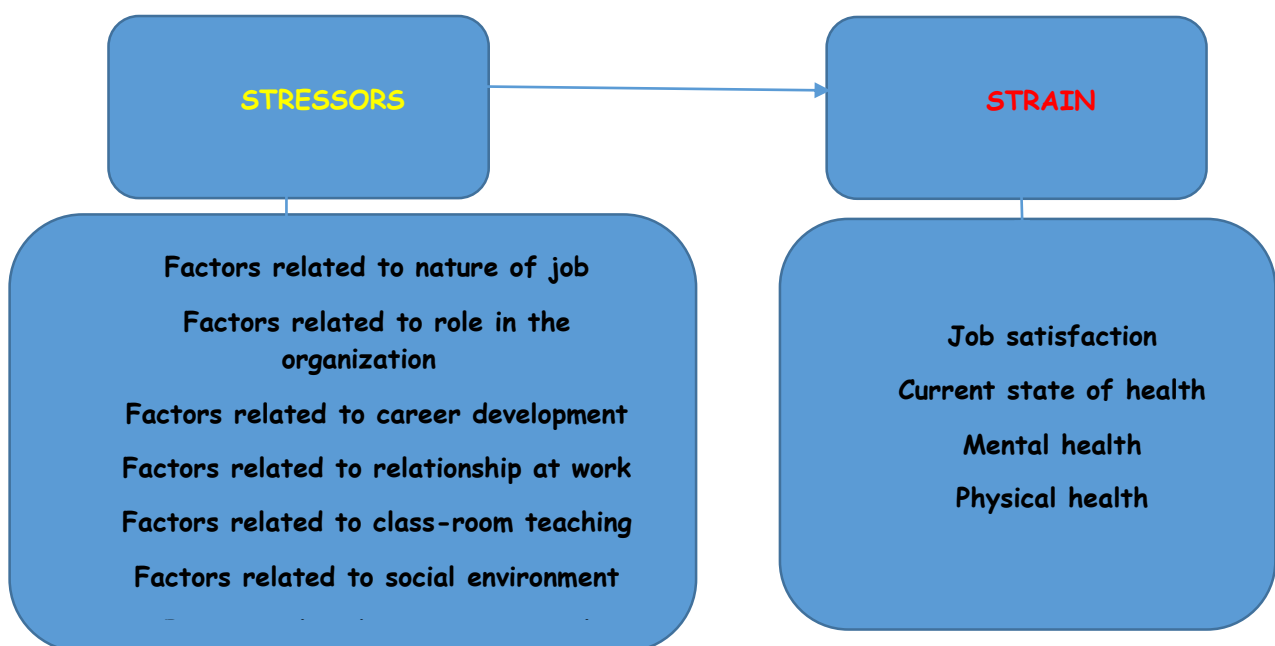 STRESSORS
STRAIN
Factors related to nature of job
Factors related to role in the
organization
Factors related to career development
Factors related to relationship at work
Factors related to class-room teaching
Factors related to social environment
Job satisfaction
Current state of health
Mental health
Physical health